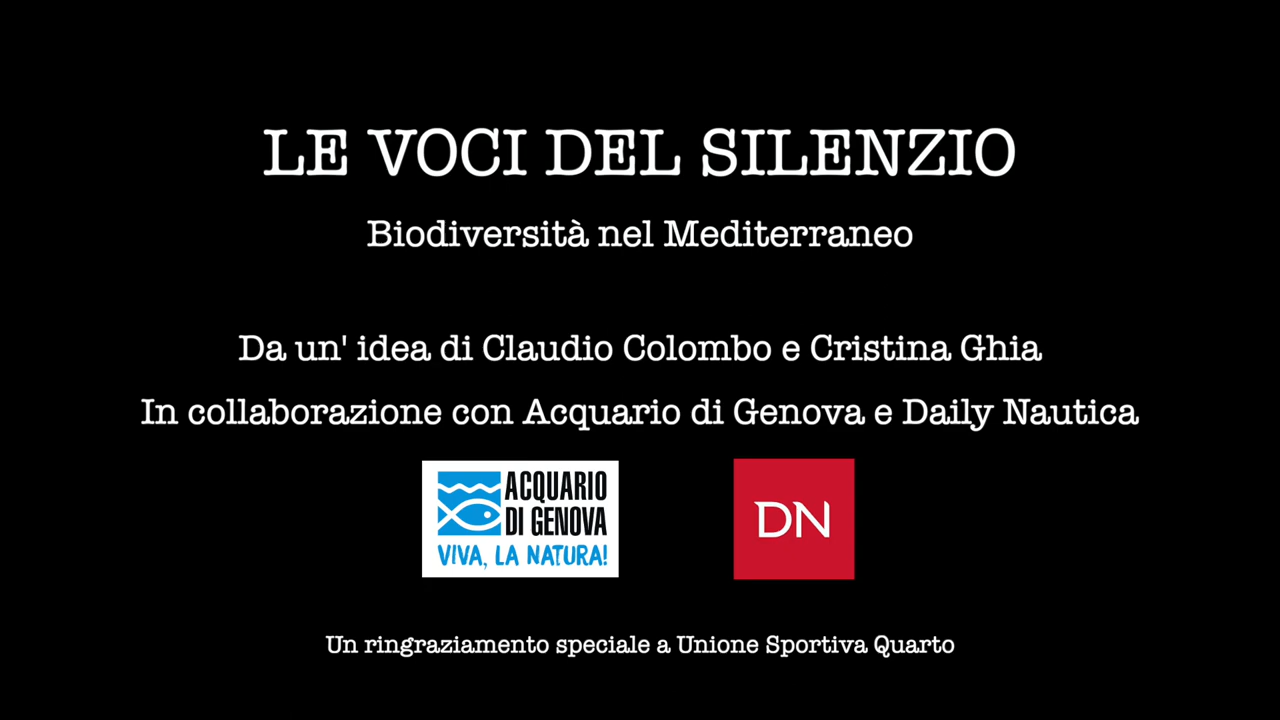 LE VOCI DEL SILENZIO
Biodiversità nel Mediterraneo
Da un' idea di Claudio Colombo e Cristina Ghia
In collaborazione con Acquario di Genova e Daily Nautica
ACQUARIO
DI GENOVA
VIVA, LA NATURA!
DN
Un ringraziamento speciale a Unione Sportiva Quarto